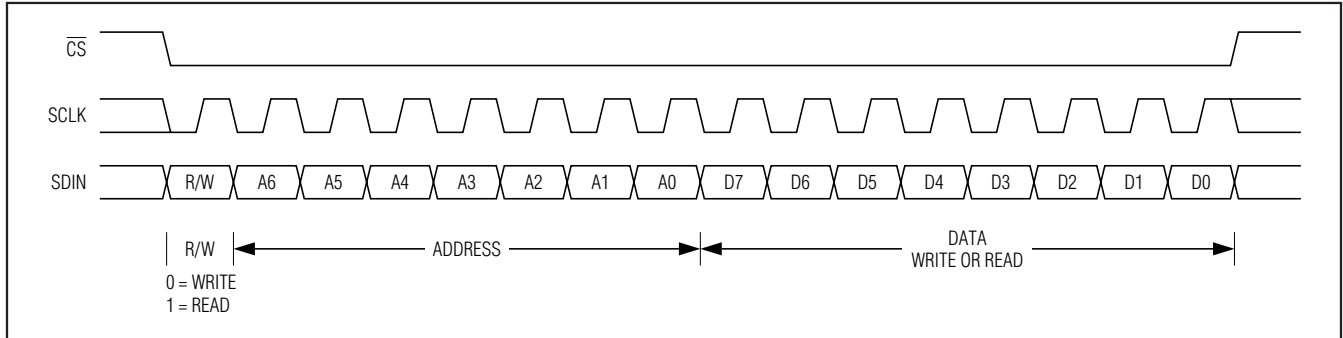 CS
SCLK
SDIN R/W A6 A5 A4 A3 A2 A1 A0 D7 D6 D5 D4 D3 D2 D1 D0
R/W ADDRESS DATA
WRITE OR READ
0 = WRITE
1 = READ